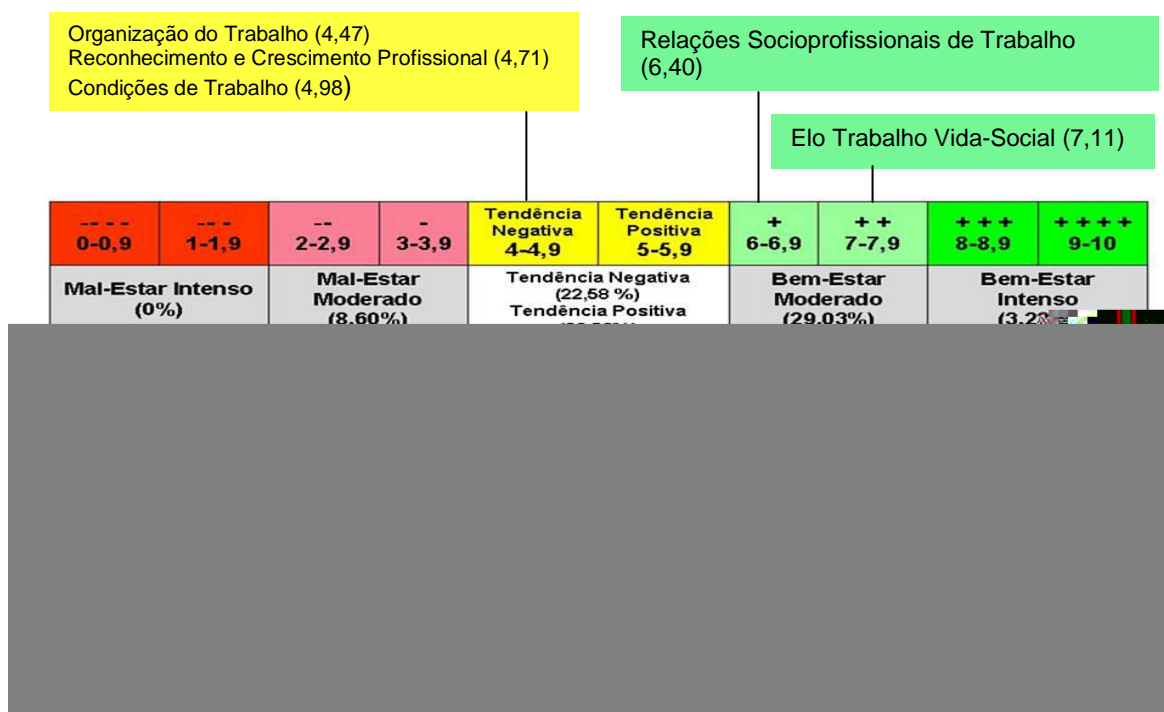 Organização do Trabalho (4,47)
Reconhecimento e Crescimento Profissional (4,71)
Condições de Trabalho (4,98)
Relações Socioprofissionais de Trabalho
(6,40)
Elo Trabalho Vida-Social (7,11)
-- - -
0-0,9
-- -
1-1,9
--
2-2,9
-
3-3,9
Tendência
Negativa
4-4,9
Tendência
Positiva
5-5,9
+
6-6,9
+ +
7-7,9
+ + +
8-8,9
+ + + +
9-10
Mal-Estar Intenso
(0%)
Mal-Estar
Moderado
(8,60%)
Tendência Negativa
(22,58 %)
Tendência Positiva
Bem-Estar
Moderado
(29,03%)
Bem-Estar
Intenso